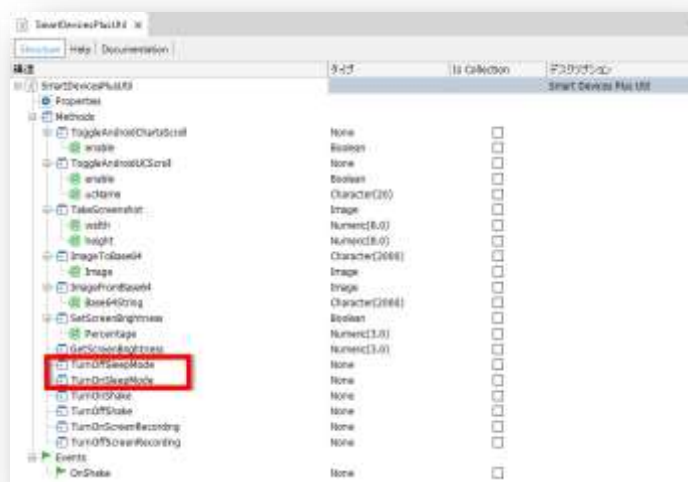 SmartDevicesPlusUtil ×
Structure Help Documentation
構造 タイプ Is Collection デスクリプション
SmartDevicesPlusUtil Smart Devices Plus Util
Properties
Methods
ToggleAndroidChartsScroll None
enable Boolean
ToggleAndroidUCScroll None
enable Boolean
ucName Character(20)
TakeScreenshot Image
width Numeric(8.0)
height Numeric(8.0)
ImageToBase64 Character(2000)
Image Image
ImageFromBase64 Image
Base64String Character(2000)
SetScreenBrightness Boolean
Percentage Numeric(3.0)
GetScreenBrightness Numeric(3.0)
TurnOffSleepMode None
TurnOnSleepMode None
TurnOnShake None
TurnOffShake None
TurnOnScreenRecording None
TurnOffScreenRecording None
Events
OnShake None